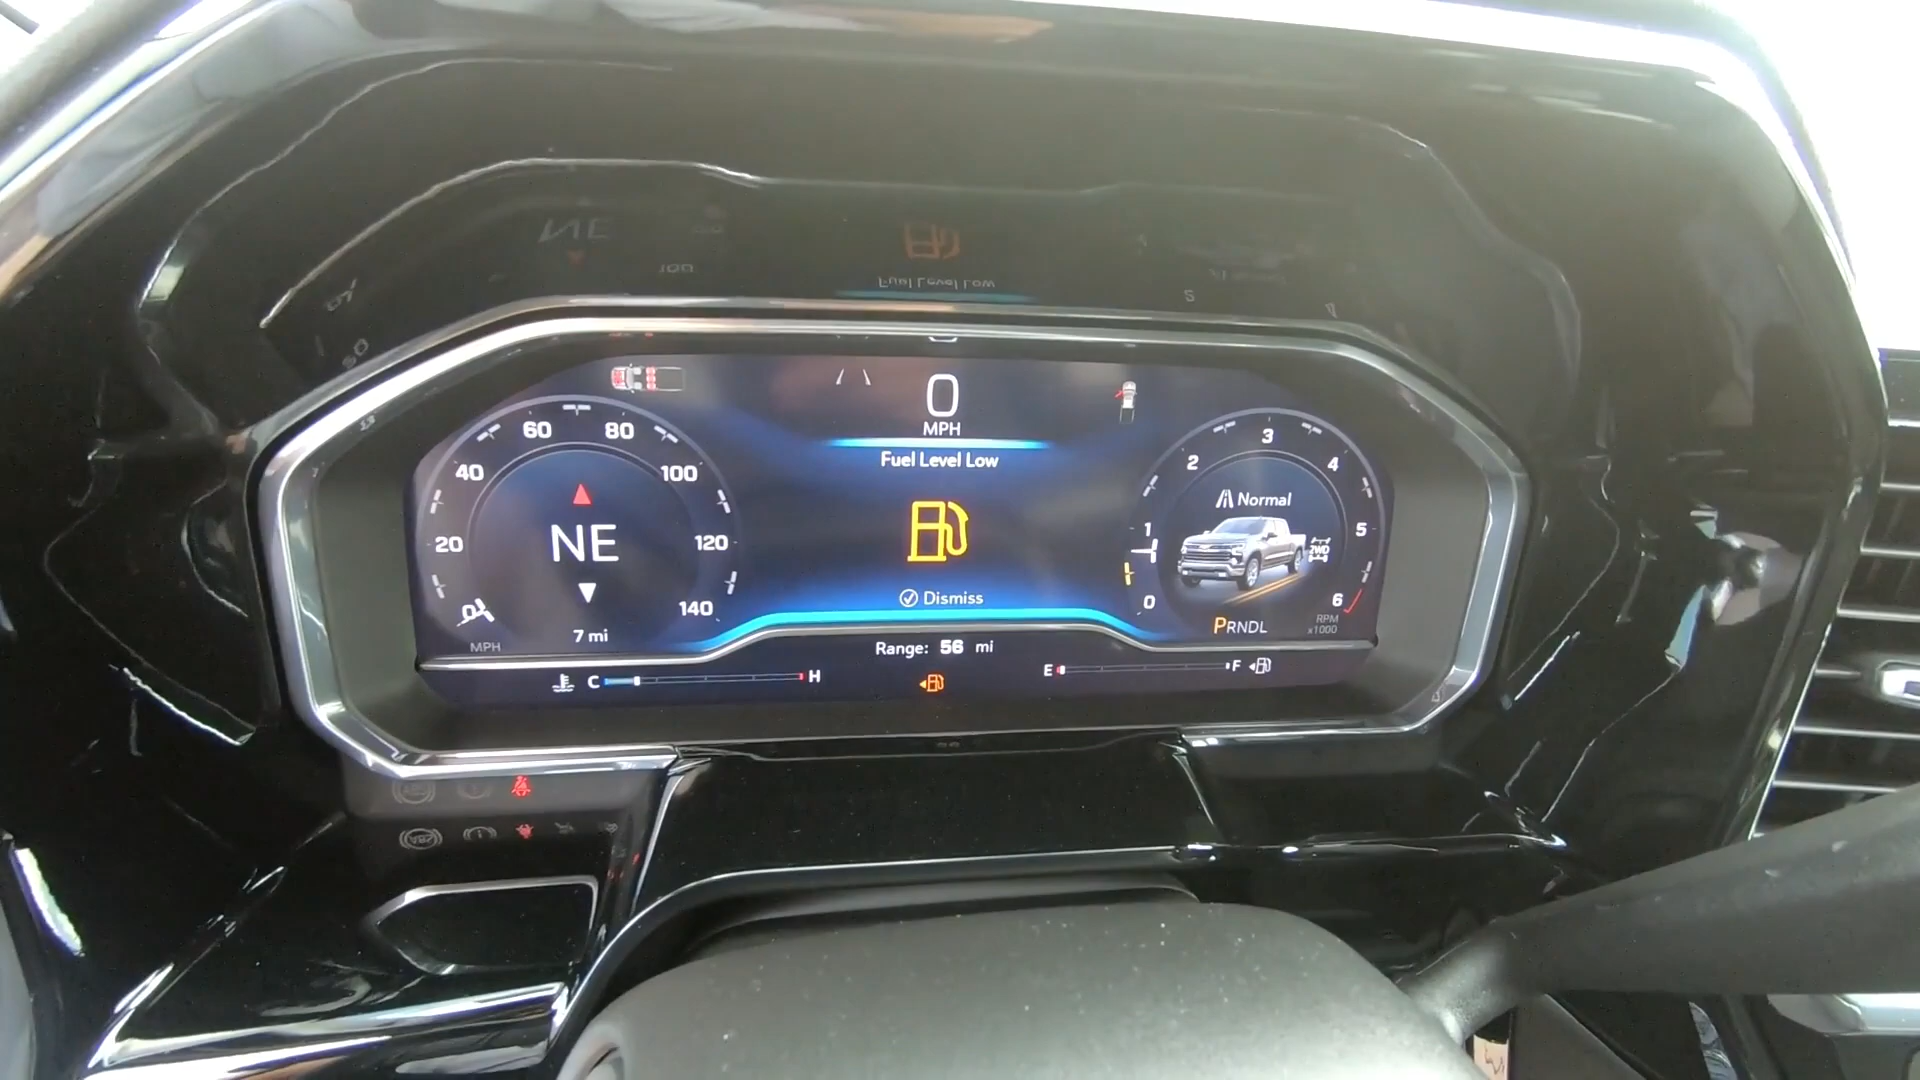 0
MPH
Fuel Level Low
Dismiss
20
40
60
80
100
120
140
MPH
NE
7 mi
0
1
2
3
4
5
6
RPM
x1000
Normal
2WD
PRNDL
Range: 56 mi
C
H
E
F